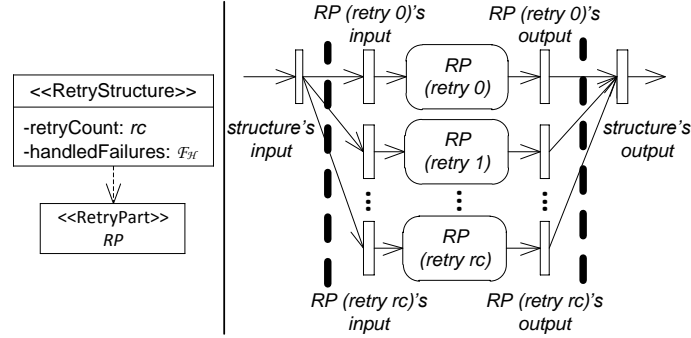 <<RetryStructure>>
-retryCount: rc
-handledFailures: ℱℋ
<<RetryPart>>
RP
RP (retry 0)'s
input
RP (retry 0)'s
output
RP
(retry 0)
structure's
input
structure's
output
RP
(retry 1)
...
...
...
RP
(retry rc)
RP (retry rc)'s
input
RP (retry rc)'s
output